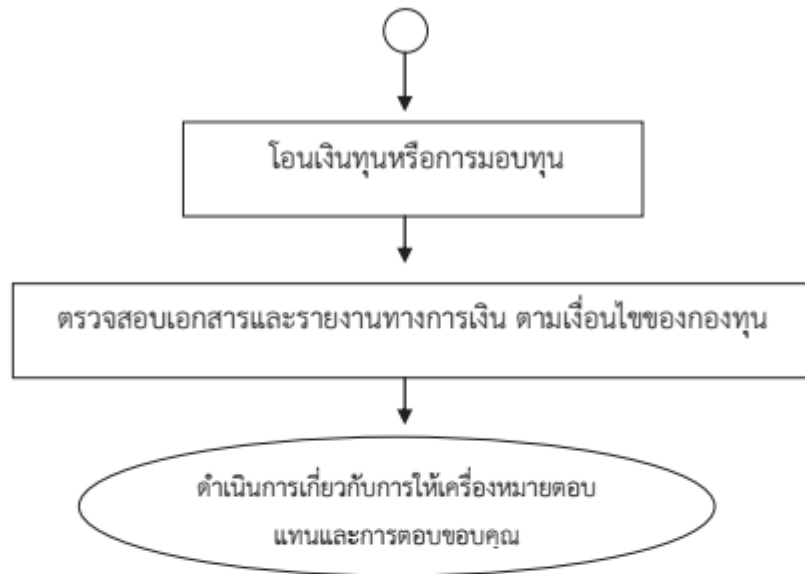 โอนเงินทุนหรือการมอบทุน
ตรวจสอบเอกสารและรายงานทางการเงิน ตามเงื่อนไขของกองทุน
ดำเนินการเกี่ยวกับการให้เครื่องหมายตอบ
แทนและการตอบขอบคุณ